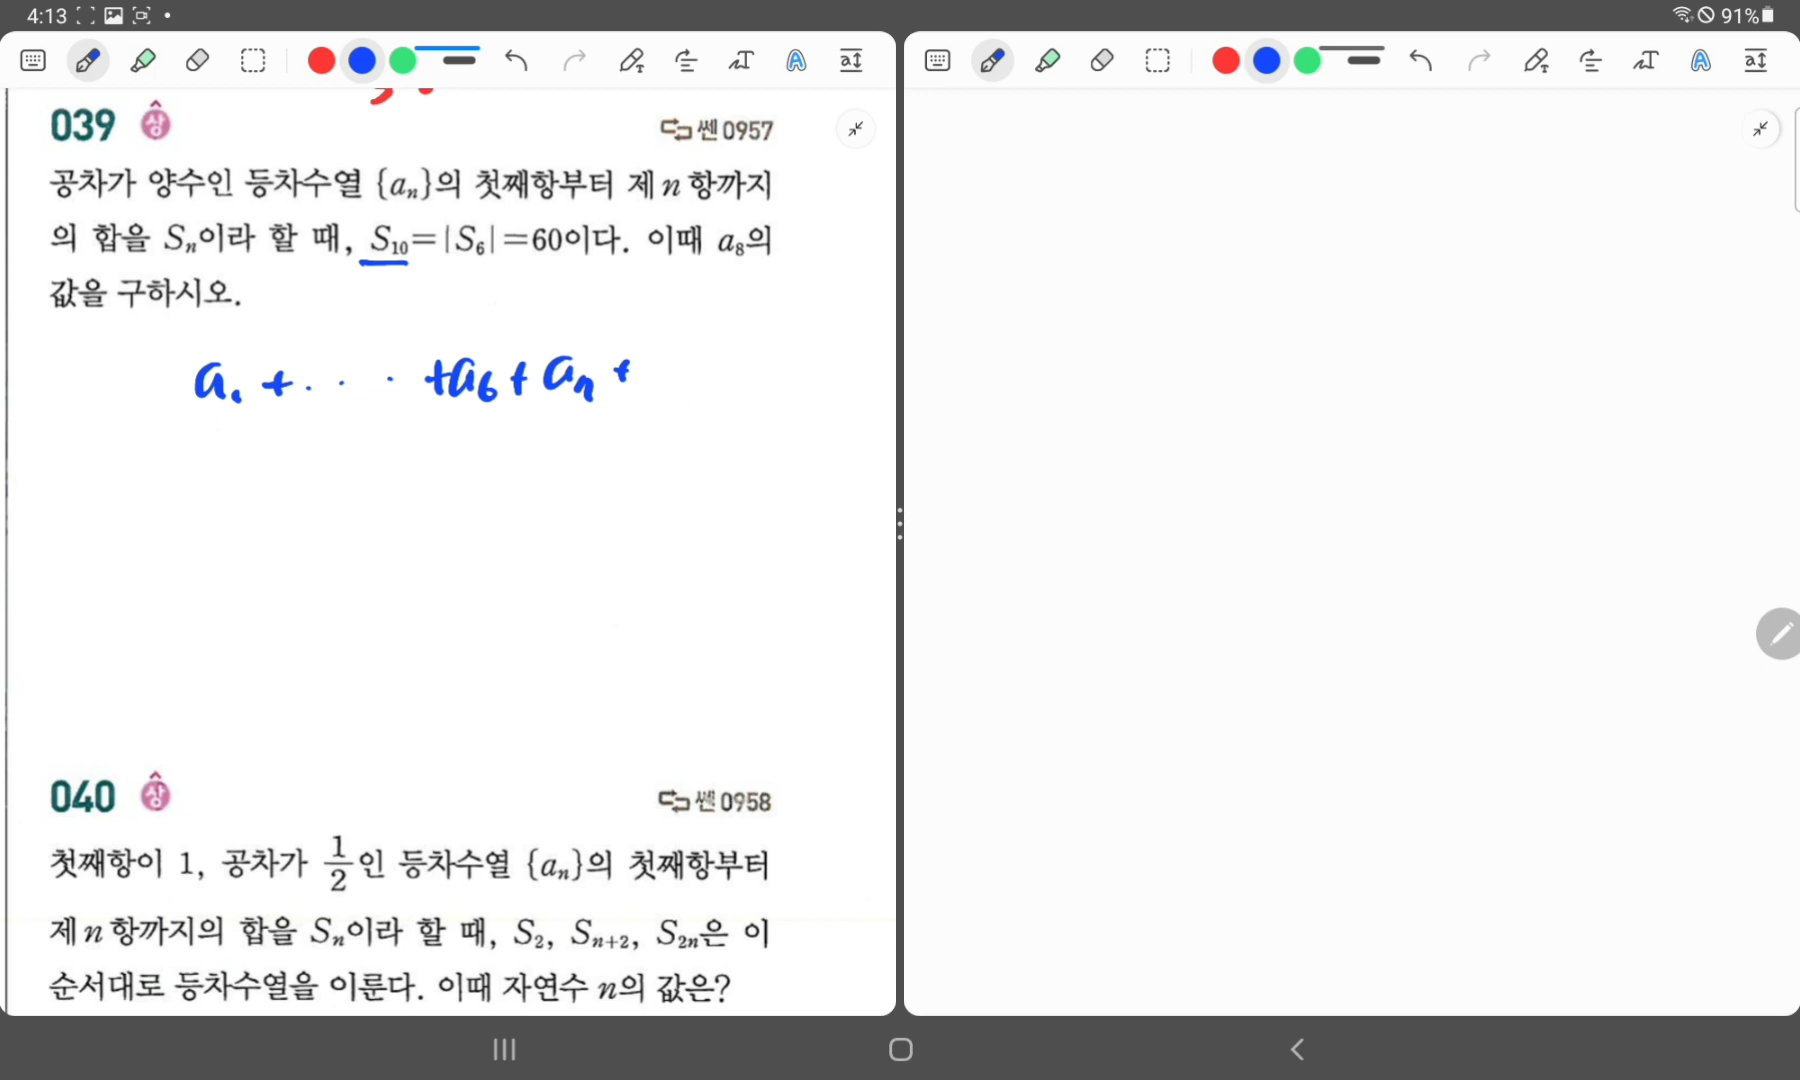 4:13
91%
039 상
쎈 0957
공차가 양수인 등차수열 {aₙ}의 첫째항부터 제n항까지
의 합을 Sₙ이라 할 때, S₁₀=|S₆|=60이다. 이때 a₈의
값을 구하시오.
a₁ + · · · +a₆ + a₇ +
040 상
쎈 0958
첫째항이 1, 공차가 1/2인 등차수열 {aₙ}의 첫째항부터
제n항까지의 합을 Sₙ이라 할 때, S₂, Sₙ₊₂, S₂ₙ은 이
순서대로 등차수열을 이룬다. 이때 자연수 n의 값은?